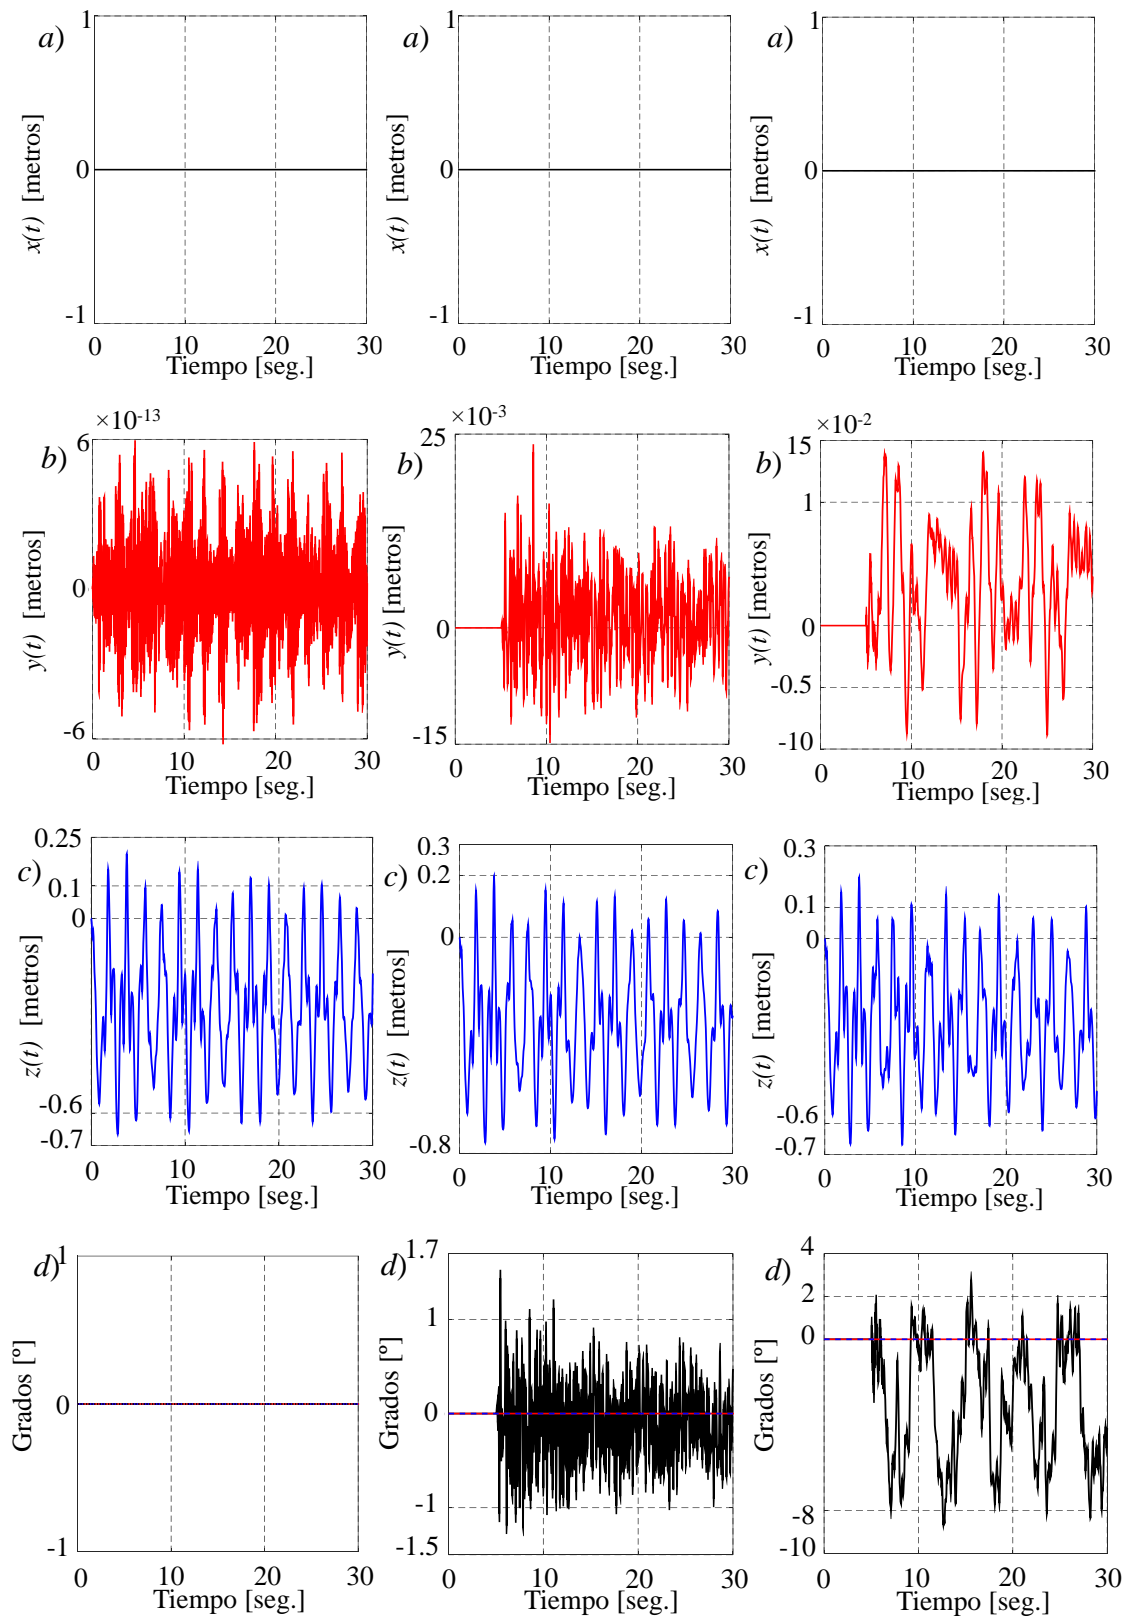 a)
1
0
-1
x(t) [metros]
0 10 20 30
Tiempo [seg.]
a)
1
0
-1
x(t) [metros]
0 10 20 30
Tiempo [seg.]
a)
1
0
-1
x(t) [metros]
0 10 20 30
Tiempo [seg.]
×10-13
b)
6
0
-6
y(t) [metros]
0 10 20 30
Tiempo [seg.]
×10-3
b)
25
0
-15
y(t) [metros]
0 10 20 30
Tiempo [seg.]
×10-2
b)
15
1
0
-0.5
-10
y(t) [metros]
0 10 20 30
Tiempo [seg.]
c)
0.25
0.1
0
-0.6
-0.7
z(t) [metros]
0 10 20 30
Tiempo [seg.]
c)
0.3
0.2
0
-0.8
z(t) [metros]
0 10 20 30
Tiempo [seg.]
c)
0.3
0.1
0
-0.6
-0.7
z(t) [metros]
0 10 20 30
Tiempo [seg.]
d)
1
0
-1
Grados [º]
0 10 20 30
Tiempo [seg.]
d)
1.7
1
0
-1
-1.5
Grados [º]
0 10 20 30
Tiempo [seg.]
d)
4
2
0
-8
-10
Grados [º]
0 10 20 30
Tiempo [seg.]